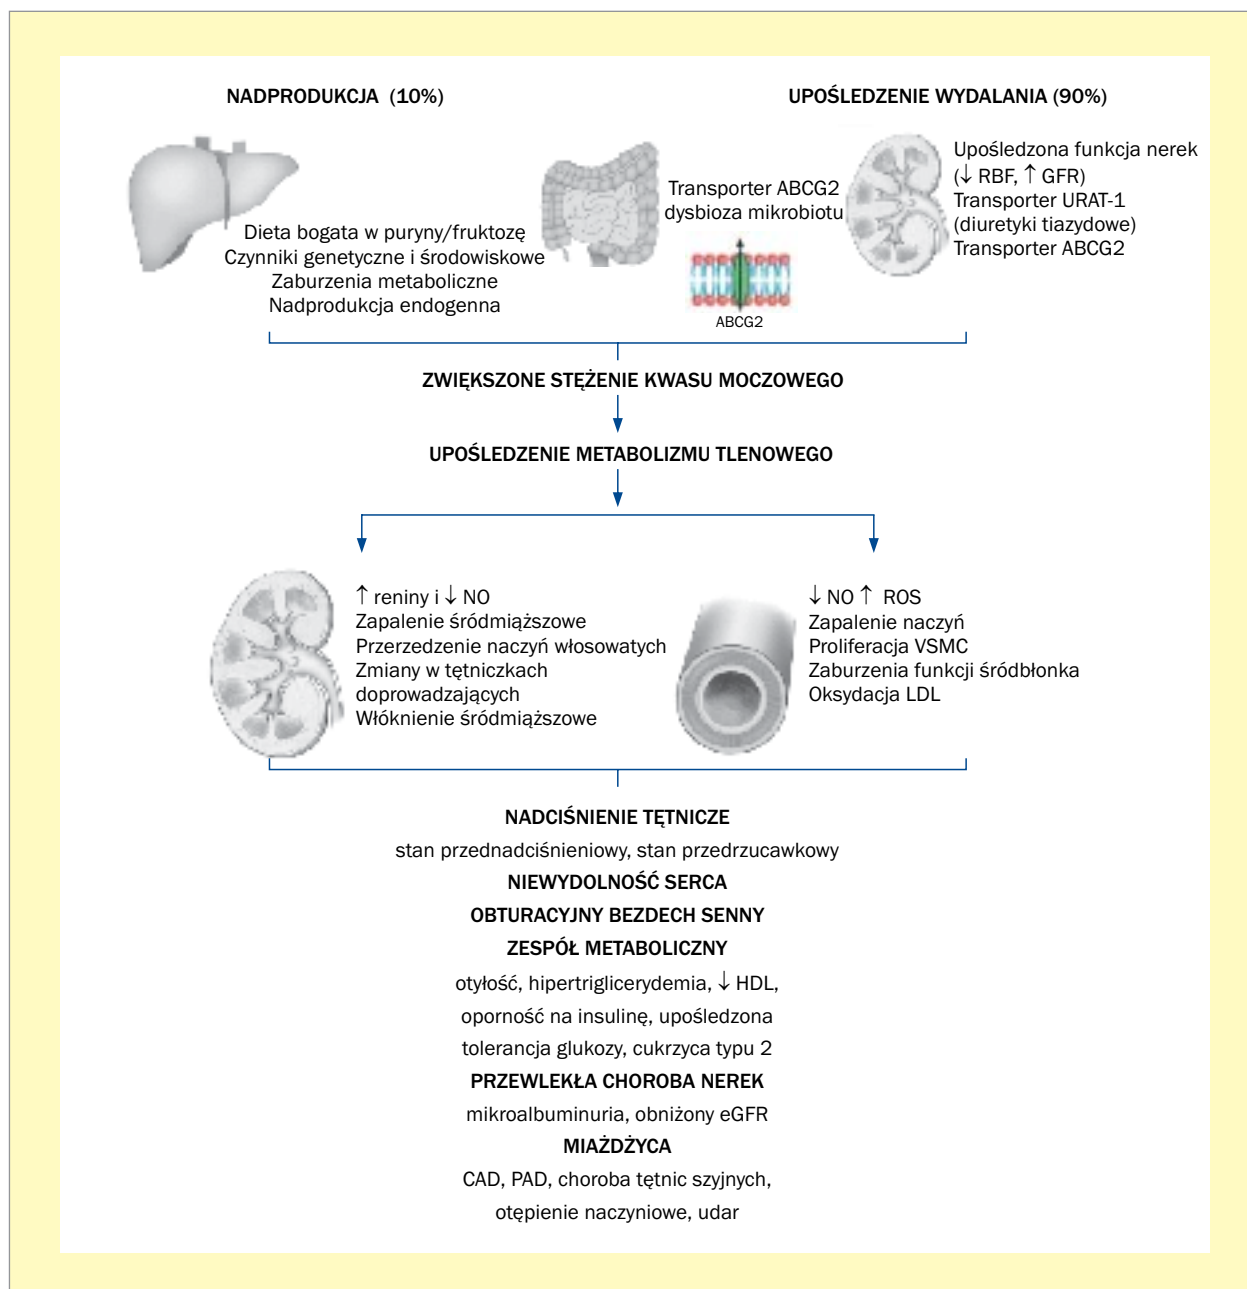 NADPRODUKCJA (10%)
Dieta bogata w puryny/fruktozę
Czynniki genetyczne i środowiskowe
Zaburzenia metaboliczne
Nadprodukcja endogenna
UPOŚLEDZENIE WYDALANIA (90%)
Transporter ABCG2
dysbioza mikrobiotu
ABCG2
Upośledzona funkcja nerek
(↓ RBF, ↑ GFR)
Transporter URAT-1
(diuretyki tiazydowe)
Transporter ABCG2
ZWIĘKSZONE STĘŻENIE KWASU MOCZOWEGO
UPOŚLEDZENIE METABOLIZMU TLENOWEGO
↑ reniny i ↓ NO
Zapalenie śródmiąższowe
Przerzedzenie naczyń włosowatych
Zmiany w tętniczkach
doprowadzających
Włóknienie śródmiąższowe
↓ NO ↑ ROS
Zapalenie naczyń
Proliferacja VSMC
Zaburzenia funkcji śródbłonka
Oksydacja LDL
NADCIŚNIENIE TĘTNICZE
stan przednadciśnieniowy, stan przedrzucawkowy
NIEWYDOLNOŚĆ SERCA
OBTURACYJNY BEZDECH SENNY
ZESPÓŁ METABOLICZNY
otyłość, hipertriglicerydemia, ↓ HDL,
oporność na insulinę, upośledzona
tolerancja glukozy, cukrzyca typu 2
PRZEWLEKŁA CHOROBA NEREK
mikroalbuminuria, obniżony eGFR
MIAŻDŻYCA
CAD, PAD, choroba tętnic szyjnych,
otępienie naczyniowe, udar